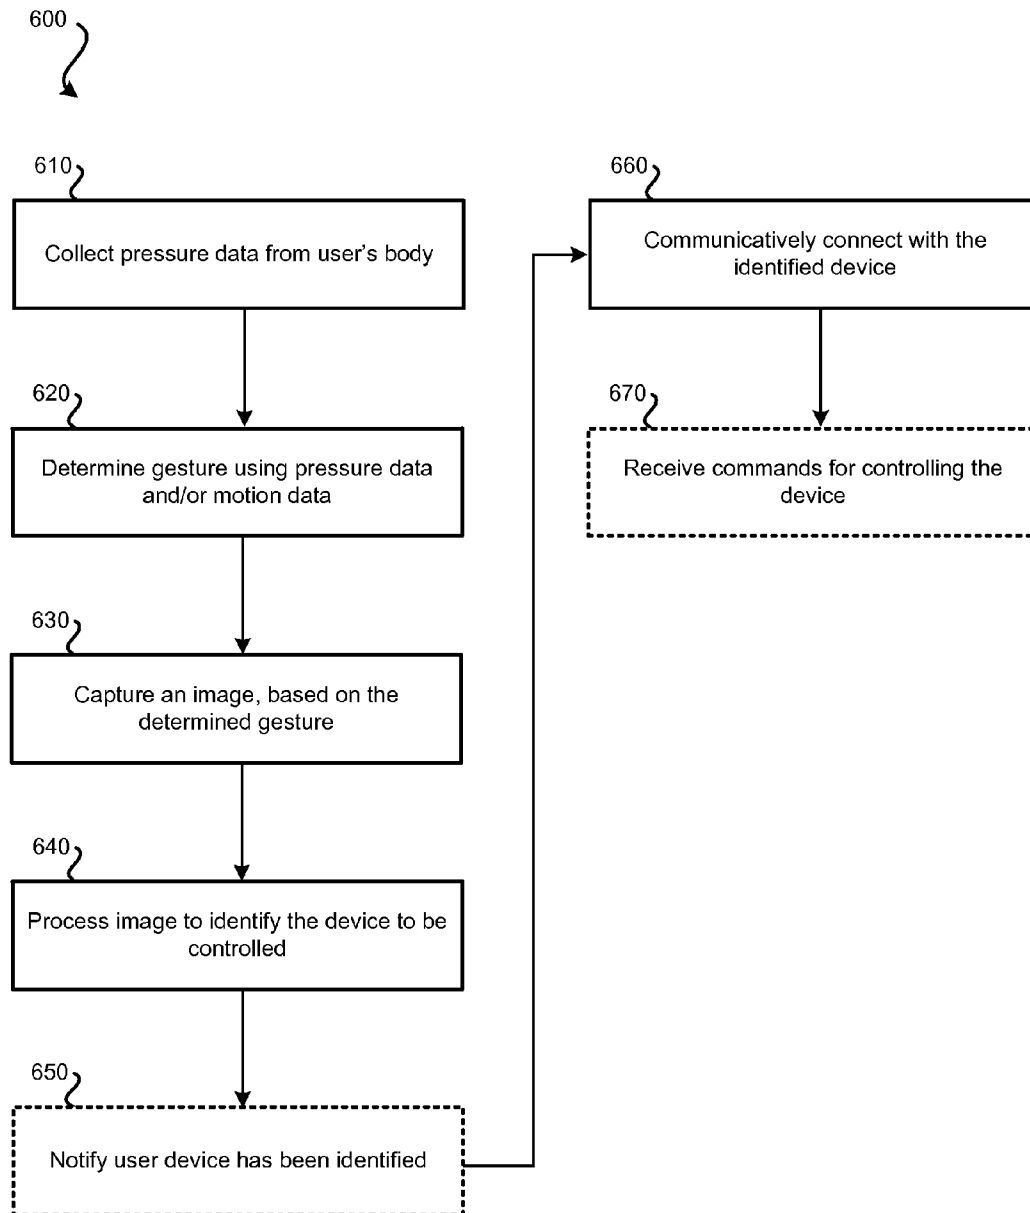 600
610
Collect pressure data from user's body
620
Determine gesture using pressure data
and/or motion data
630
Capture an image, based on the
determined gesture
640
Process image to identify the device to be
controlled
650
Notify user device has been identified
660
Communicatively connect with the
identified device
670
Receive commands for controlling the
device